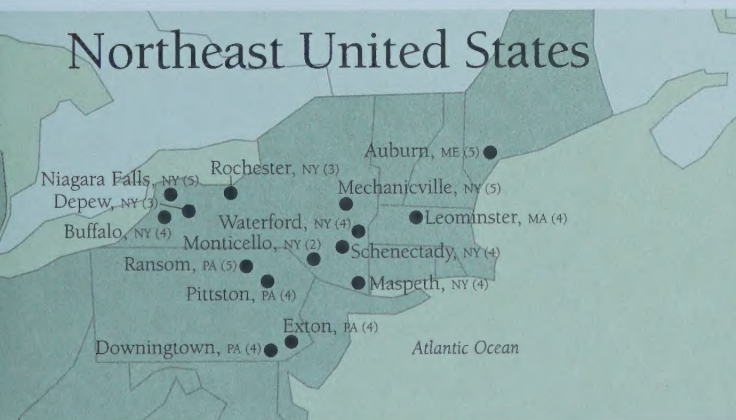 Northeast United States
Auburn, ME (5)
Rochester, NY (3)
Niagara Falls, NY (5)
Mechanicville, NY (5)
Depew, NY (3)
Leominster, MA (4)
Waterford, NY (4)
Buffalo, NY (4)
Monticello, NY (2)
Schenectady, NY (4)
Ransom, PA (5)
Maspeth, NY (4)
Pittston, PA (4)
Exton, PA (4)
Downingtown, PA (4)
Atlantic Ocean